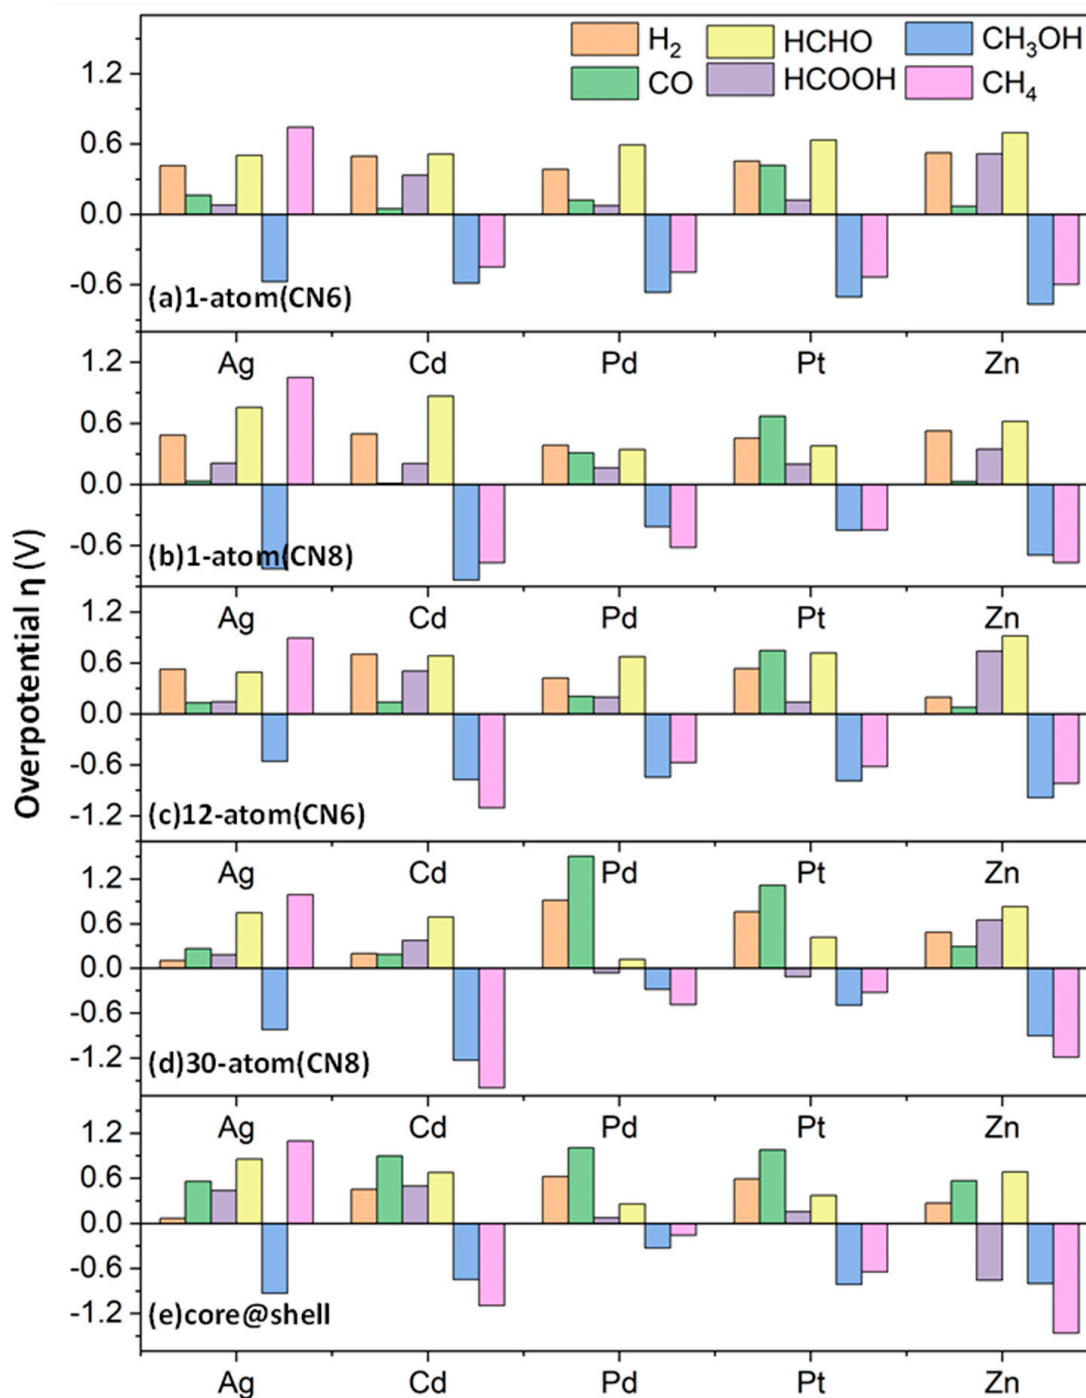 H₂ HCHO CH₃OH
CO HCOOH CH₄
Overpotential η (V)
1.2
0.6
0.0
-0.6
(a)1-atom(CN6)
Ag Cd Pd Pt Zn
1.2
0.6
0.0
-0.6
(b)1-atom(CN8)
Ag Cd Pd Pt Zn
1.2
0.6
0.0
-0.6
-1.2
(c)12-atom(CN6)
Ag Cd Pd Pt Zn
1.2
0.6
0.0
-0.6
-1.2
(d)30-atom(CN8)
Ag Cd Pd Pt Zn
1.2
0.6
0.0
-0.6
-1.2
(e)core@shell
Ag Cd Pd Pt Zn